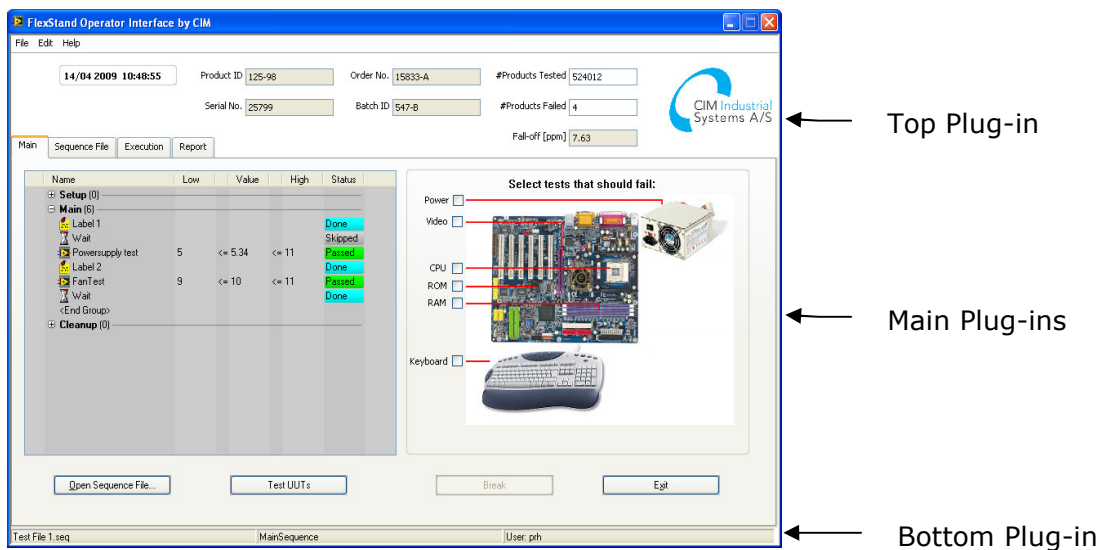 FlexStand Operator Interface by CIM
File Edit Help
14/04 2009 10:48:55
Product ID 125-98
Order No. 15833-A
#Products Tested 524012
Serial No. 25799
Batch ID 547-B
#Products Failed 4
CIM Industrial
Systems A/S
Fall-off [ppm] 7.63
Top Plug-in
Main Sequence File Execution Report
Name Low Value High Status
Setup (0)
Main (6)
Label 1 Done
Wait Skipped
Powersupply test 5 <= 5.34 <= 11 Passed
Label 2 Done
FanTest 9 <= 10 <= 11 Passed
Wait Done
<End Group>
Cleanup (0)
Select tests that should fail:
Power
Video
CPU
ROM
RAM
Keyboard
Main Plug-ins
Open Sequence File...
Test UUTs
Break
Exit
Test File 1.seq
MainSequence
User: prh
Bottom Plug-in